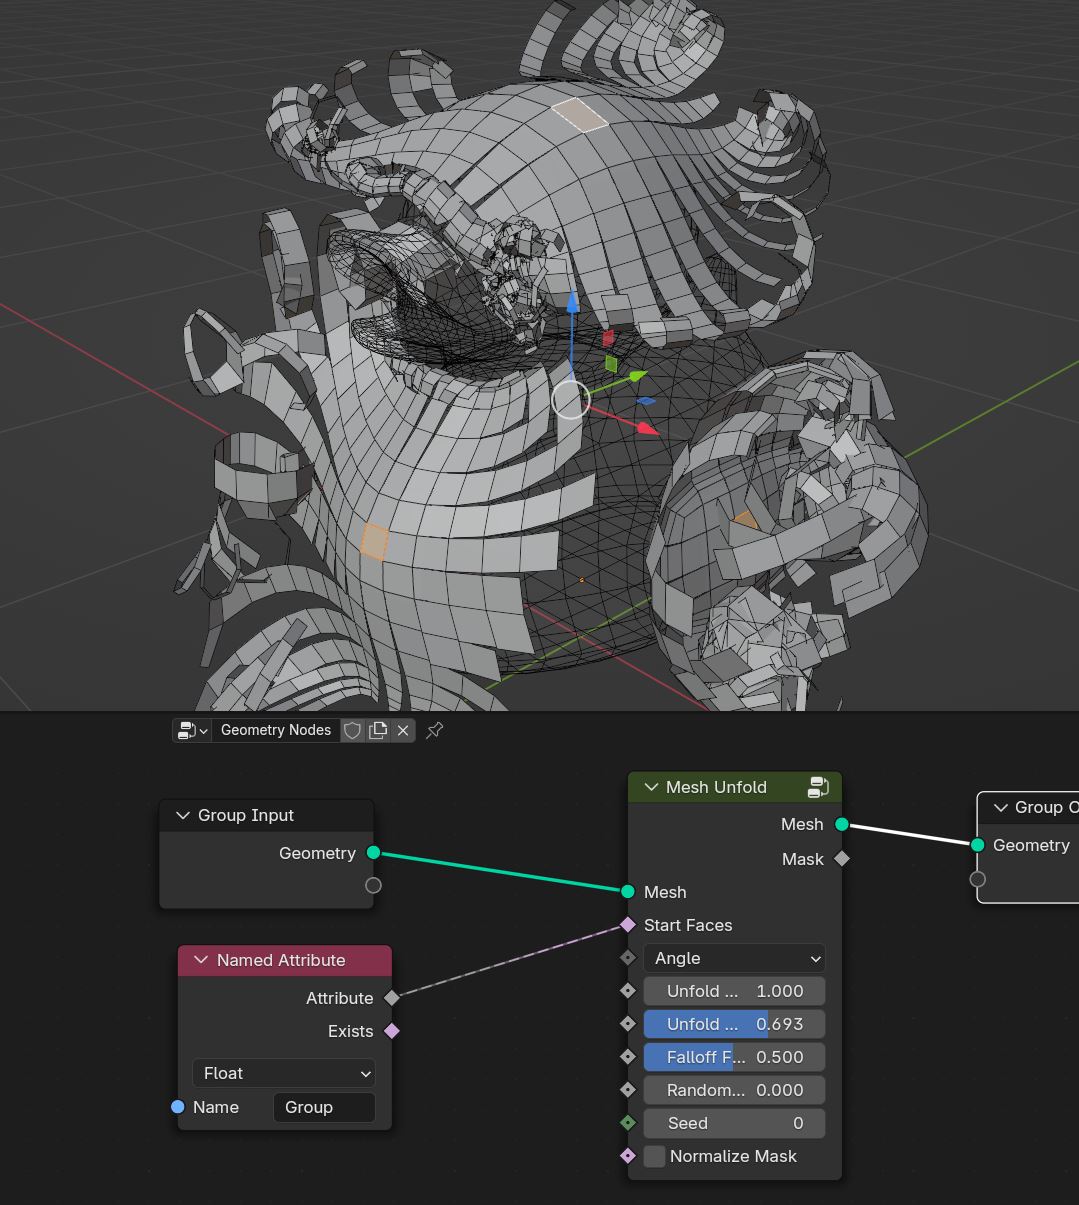 Geometry Nodes
Group Input
Geometry
Named Attribute
Attribute
Exists
Float
Name
Group
Mesh Unfold
Mesh
Mask
Mesh
Start Faces
Angle
Unfold ... 1.000
Unfold ... 0.693
Falloff F... 0.500
Random... 0.000
Seed 0
Normalize Mask
Group O
Geometry